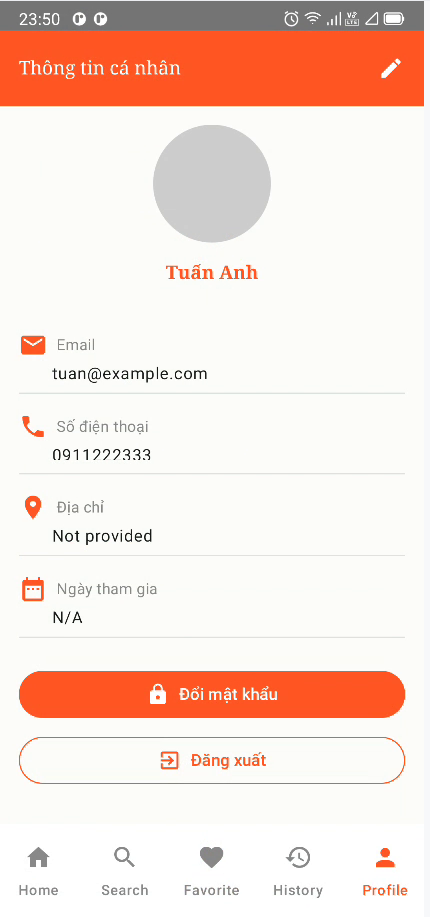 23:50
Thông tin cá nhân
Tuấn Anh
Email
tuan@example.com
Số điện thoại
0911222333
Địa chỉ
Not provided
Ngày tham gia
N/A
Đổi mật khẩu
Đăng xuất
Home Search Favorite History Profile